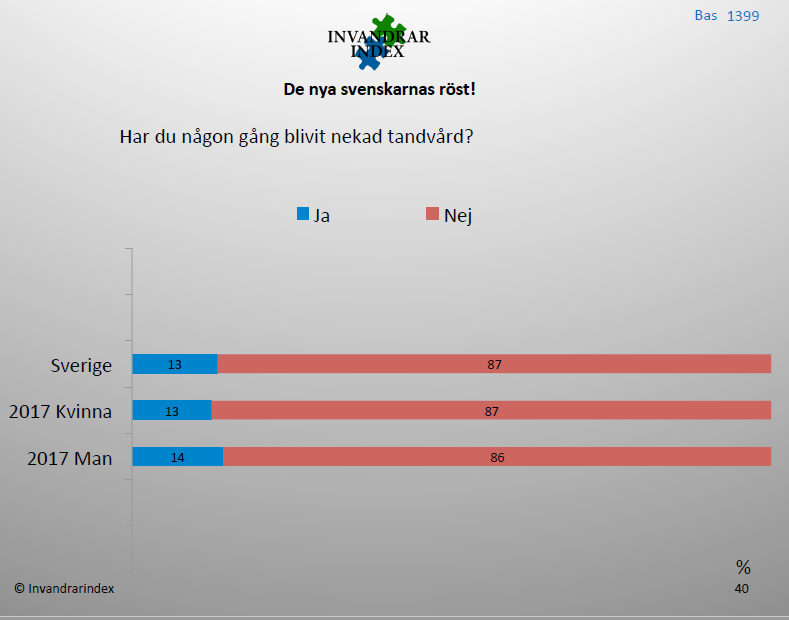 Bas 1399
INVANDRAR
INDEX
De nya svenskarnas röst!
Har du någon gång blivit nekad tandvård?
Ja Nej
Sverige 13 87
2017 Kvinna 13 87
2017 Man 14 86
%
© Invandrarindex 40